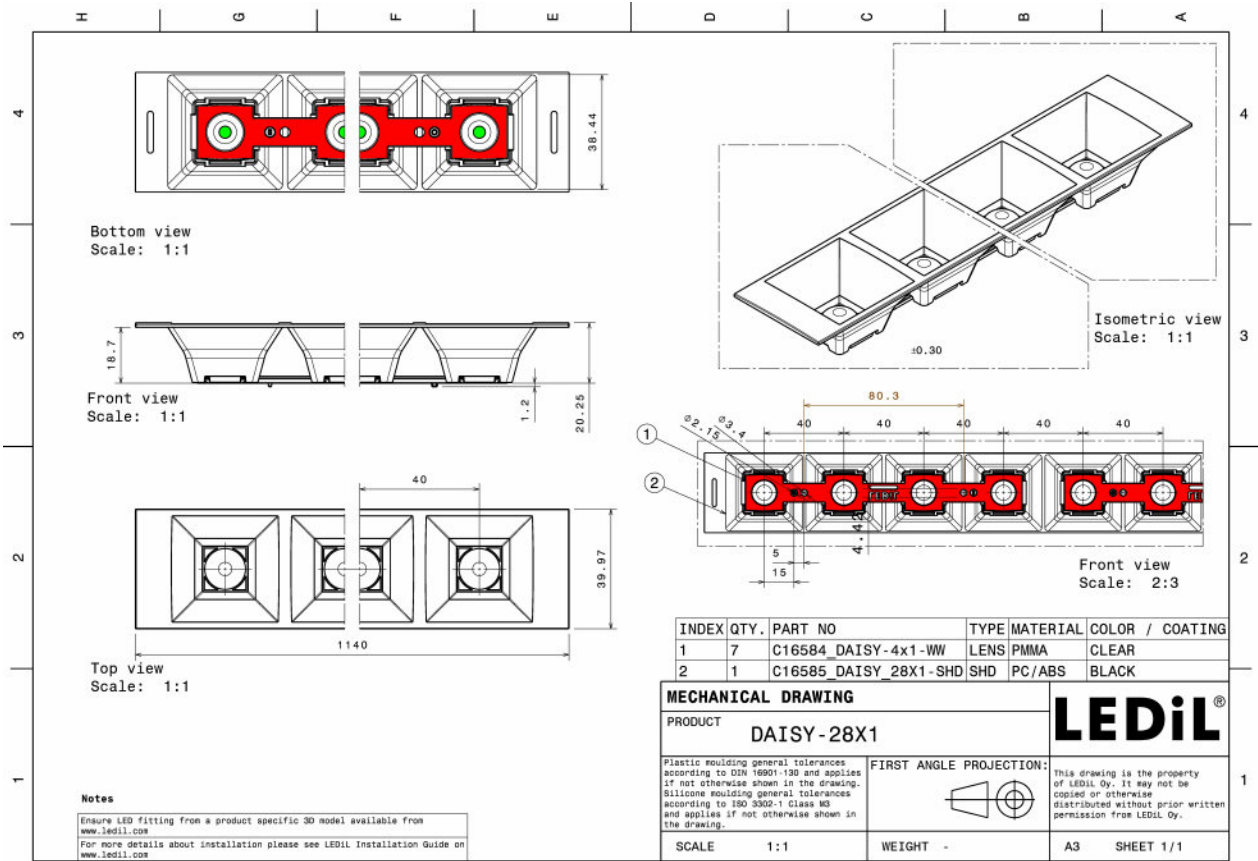 H G F E D C B A
4
4
38.44
Bottom view
Scale: 1:1
3
3
18.7
1.2
20.25
Front view
Scale: 1:1
Isometric view
Scale: 1:1
±0.30
80.3
Ø2.15
Ø3.4
40 40 40 40 40
1
2
4.42
5
15
Front view
Scale: 2:3
2
2
40
39.97
1140
Top view
Scale: 1:1
INDEX QTY. PART NO TYPE MATERIAL COLOR / COATING
1 7 C16584_DAISY-4x1-WW LENS PMMA CLEAR
2 1 C16585_DAISY_28X1-SHD SHD PC/ABS BLACK
MECHANICAL DRAWING
PRODUCT
DAISY-28X1
LEDiL®
Plastic moulding general tolerances
according to DIN 16901-130 and applies
if not otherwise shown in the drawing.
Silicone moulding general tolerances
according to ISO 3302-1 Class M3
and applies if not otherwise shown in
the drawing.
FIRST ANGLE PROJECTION:
This drawing is the property
of LEDiL Oy. It may not be
copied or otherwise
distributed without prior written
permission from LEDiL Oy.
SCALE 1:1 WEIGHT - A3 SHEET 1/1
1
1
Notes
Ensure LED fitting from a product specific 3D model available from
www.ledil.com
For more details about installation please see LEDiL Installation Guide on
www.ledil.com